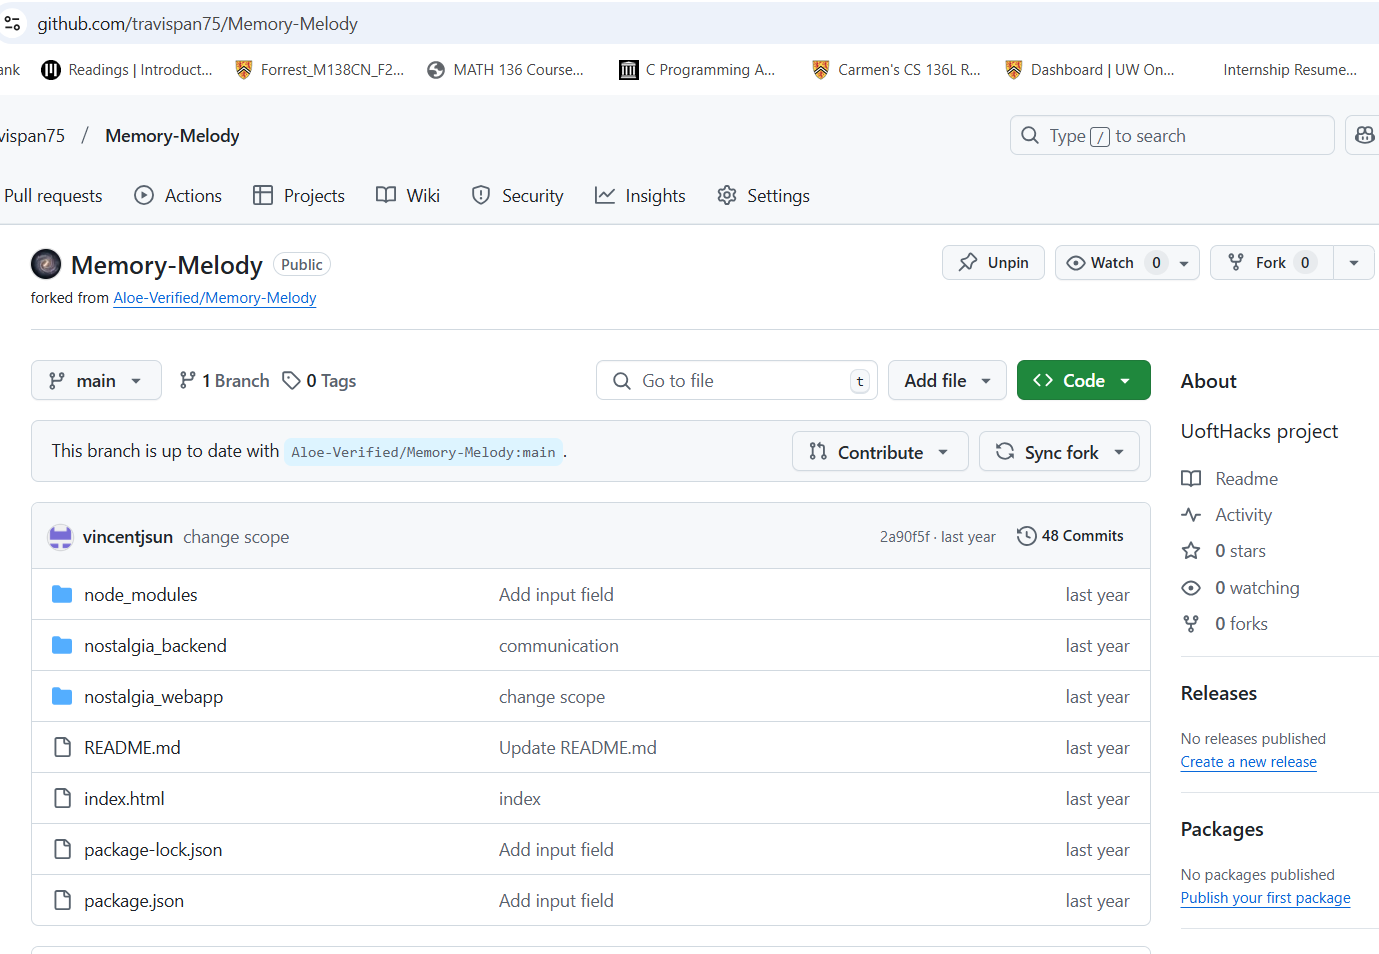 github.com/travispan75/Memory-Melody
ank Readings | Introduct... Forrest_M138CN_F2... MATH 136 Course... C Programming A... Carmen's CS 136L R... Dashboard | UW On... Internship Resume...
vispan75 / Memory-Melody Type / to search
Pull requests Actions Projects Wiki Security Insights Settings
Memory-Melody Public Unpin Watch 0 Fork 0
forked from Aloe-Verified/Memory-Melody
main 1 Branch 0 Tags Go to file t Add file Code
This branch is up to date with Aloe-Verified/Memory-Melody:main . Contribute Sync fork
vincentjsun change scope 2a90f5f · last year 48 Commits
node_modules Add input field last year
nostalgia_backend communication last year
nostalgia_webapp change scope last year
README.md Update README.md last year
index.html index last year
package-lock.json Add input field last year
package.json Add input field last year
About
UoftHacks project
Readme
Activity
0 stars
0 watching
0 forks
Releases
No releases published
Create a new release
Packages
No packages published
Publish your first package